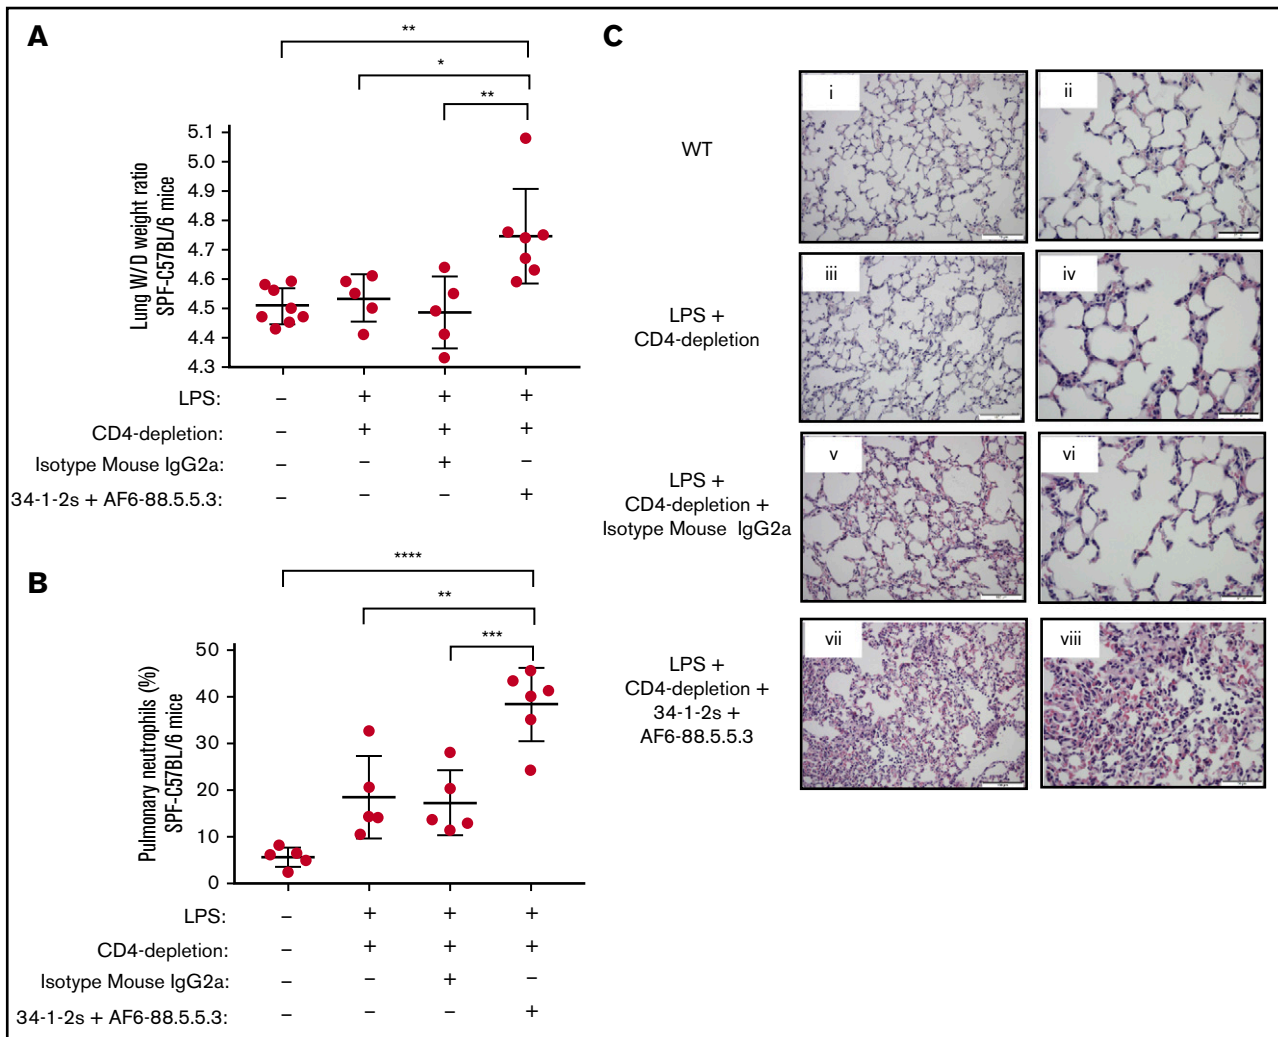 A
**
*
**
Lung W/D weight ratio
SPF-C57BL/6 mice
5.1
5.0
4.9
4.8
4.7
4.6
4.5
4.4
4.3
LPS: – + + +
CD4-depletion: – + + +
Isotype Mouse IgG2a: – – + –
34-1-2s + AF6-88.5.5.3: – – – +
B
****
**
***
Pulmonary neutrophils (%)
SPF-C57BL/6 mice
50
40
30
20
10
0
LPS: – + + +
CD4-depletion: – + + +
Isotype Mouse IgG2a: – – + –
34-1-2s + AF6-88.5.5.3: – – – +
C
WT
i
ii
LPS +
CD4-depletion
iii
iv
LPS +
CD4-depletion +
Isotype Mouse IgG2a
v
vi
LPS +
CD4-depletion +
34-1-2s +
AF6-88.5.5.3
vii
viii